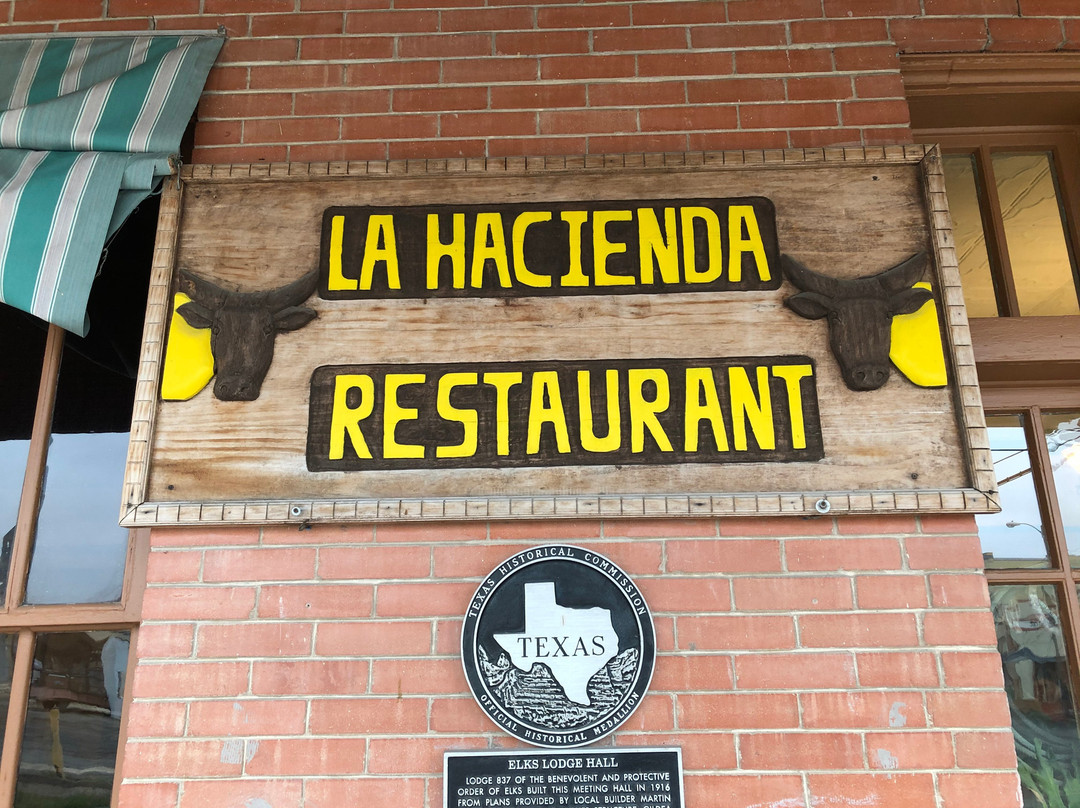 LA HACIENDA
RESTAURANT
TEXAS HISTORICAL COMMISSION
TEXAS
OFFICIAL HISTORICAL MEDALLION
ELKS LODGE HALL
LODGE 837 OF THE BENEVOLENT AND PROTECTIVE
ORDER OF ELKS BUILT THIS MEETING HALL IN 1916
FROM PLANS PROVIDED BY LOCAL BUILDER MARTIN